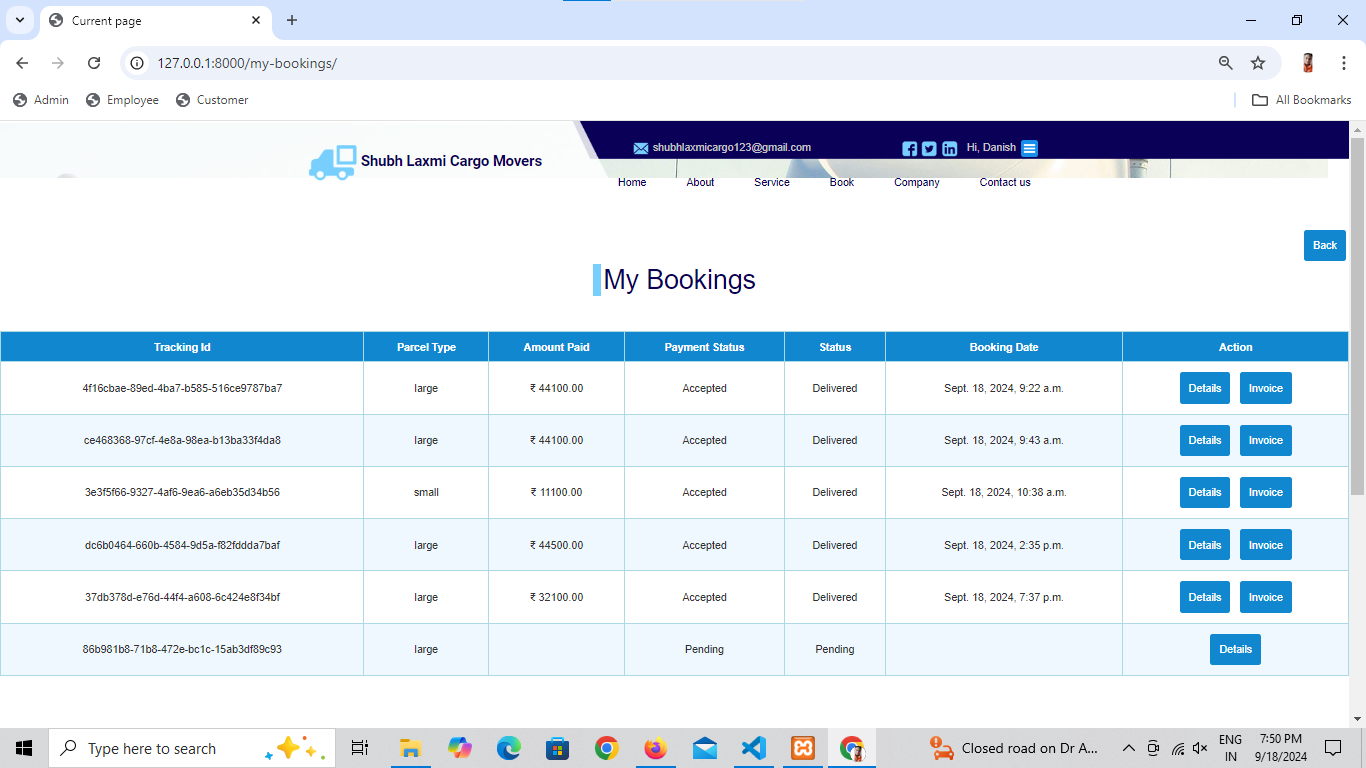 Current page
127.0.0.1:8000/my-bookings/
Admin Employee Customer All Bookmarks
Shubh Laxmi Cargo Movers
shubhlaxmicargo123@gmail.com Hi, Danish
Home About Service Book Company Contact us
Back
My Bookings
Tracking Id Parcel Type Amount Paid Payment Status Status Booking Date Action
4f16cbae-89ed-4ba7-b585-516ce9787ba7 large ₹ 44100.00 Accepted Delivered Sept. 18, 2024, 9:22 a.m. Details Invoice
ce468368-97cf-4e8a-98ea-b13ba33f4da8 large ₹ 44100.00 Accepted Delivered Sept. 18, 2024, 9:43 a.m. Details Invoice
3e3f5f66-9327-4af6-9ea6-a6eb35d34b56 small ₹ 11100.00 Accepted Delivered Sept. 18, 2024, 10:38 a.m. Details Invoice
dc6b0464-660b-4584-9d5a-f82fddda7baf large ₹ 44500.00 Accepted Delivered Sept. 18, 2024, 2:35 p.m. Details Invoice
37db378d-e76d-44f4-a608-6c424e8f34bf large ₹ 32100.00 Accepted Delivered Sept. 18, 2024, 7:37 p.m. Details Invoice
86b981b8-71b8-472e-bc1c-15ab3df89c93 large Pending Pending Details
Type here to search
Closed road on Dr A...
ENG
IN
7:50 PM
9/18/2024